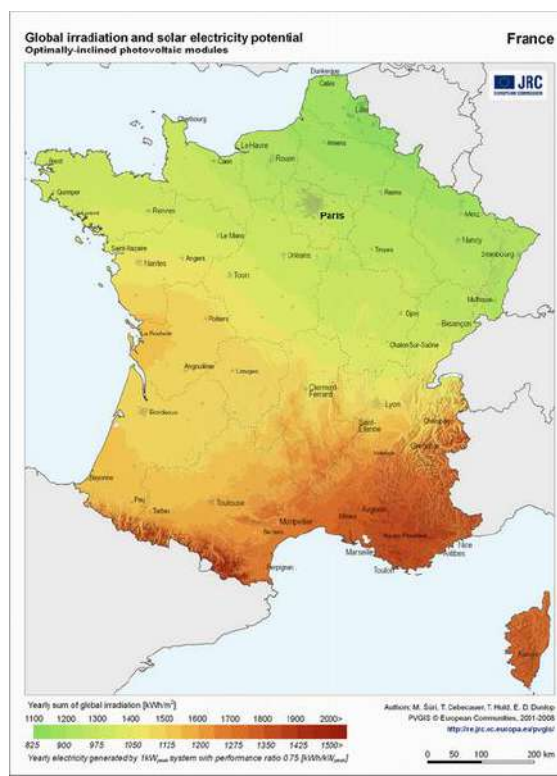 Global irradiation and solar electricity potential
Optimally-inclined photovoltaic modules
France
JRC
EUROPEAN COMMISSION
Dunkerque
Calais
Lille
Cherbourg
Le Havre
Amiens
Rouen
Caen
Reims
Metz
Brest
Paris
Nancy
Strasbourg
Quimper
Rennes
Le Mans
Troyes
Orléans
Mulhouse
Saint-Nazaire
Angers
Nantes
Tours
Dijon
Besançon
Poitiers
Chalon-Sur-Saône
La Rochelle
Angoulême
Limoges
Clermont-
Ferrand
Lyon
Saint-
Etienne
Grenoble
Bordeaux
Bayonne
Pau
Tarbes
Toulouse
Montpellier
Nîmes
Avignon
Nice
Antibes
Marseille
Toulon
Perpignan
Yearly sum of global irradiation [kWh/m²]
1100 1200 1300 1400 1500 1600 1700 1800 1900 2000>
825 900 975 1050 1125 1200 1275 1350 1425 1500>
Yearly electricity generated by 1kWpeak system with performance ratio 0.75 [kWh/kWpeak]
Authors: M. Šúri, T. Cebecauer, T. Huld, E. D. Dunlop
PVGIS © European Communities, 2001-2008
http://re.jrc.ec.europa.eu/pvgis/
0 50 100 200 km